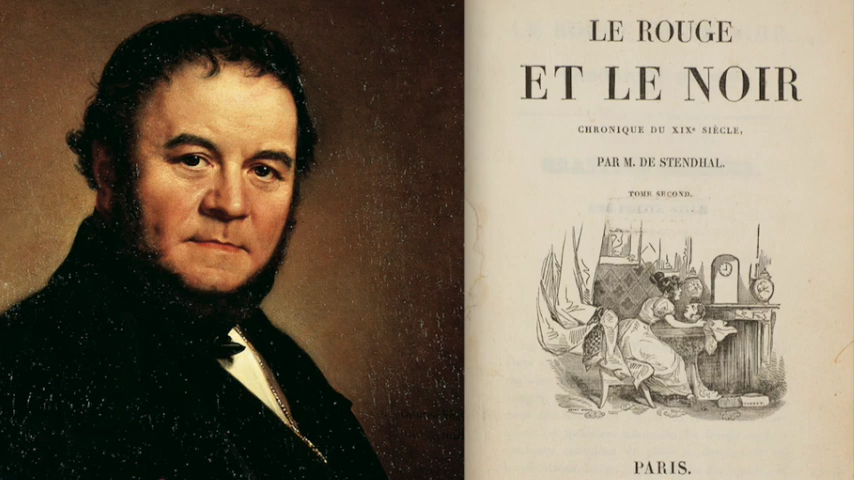 LE ROUGE
ET LE NOIR
CHRONIQUE DU XIXᵉ SIÈCLE,
PAR M. DE STENDHAL.
TOME SECOND.
PARIS.